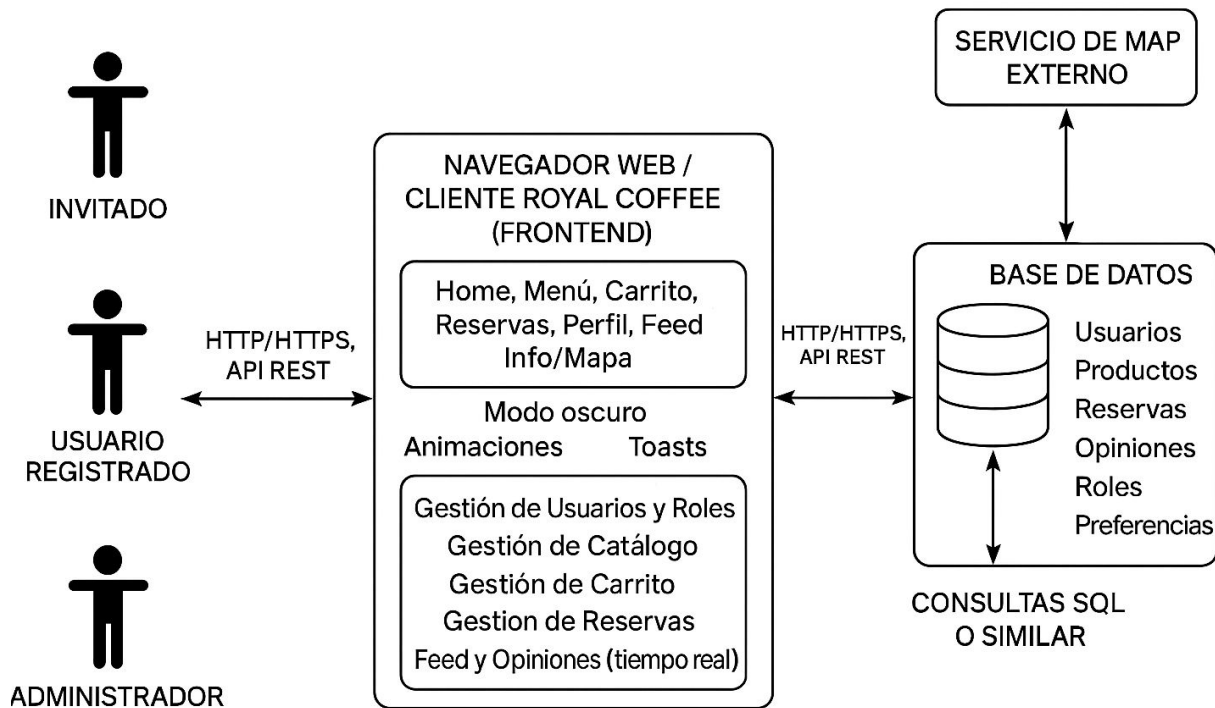 INVITADO
USUARIO
REGISTRADO
ADMINISTRADOR
HTTP/HTTPS,
API REST
NAVEGADOR WEB /
CLIENTE ROYAL COFFEE
(FRONTEND)
Home, Menú, Carrito,
Reservas, Perfil, Feed
Info/Mapa
Modo oscuro
Animaciones Toasts
Gestión de Usuarios y Roles
Gestión de Catálogo
Gestión de Carrito
Gestion de Reservas
Feed y Opiniones (tiempo real)
HTTP/HTTPS,
API REST
SERVICIO DE MAP
EXTERNO
BASE DE DATOS
Usuarios
Productos
Reservas
Opiniones
Roles
Preferencias
CONSULTAS SQL
O SIMILAR